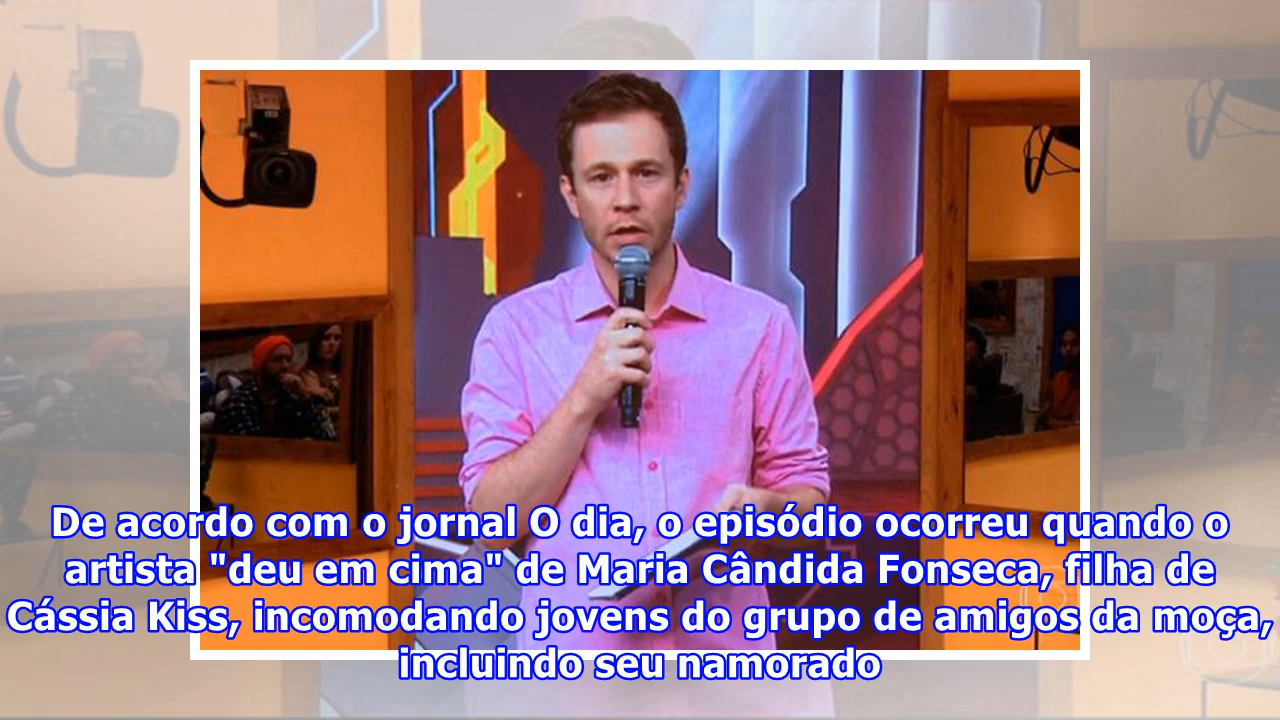 De acordo com o jornal O dia, o episódio ocorreu quando o
artista "deu em cima" de Maria Cândida Fonseca, filha de
Cássia Kiss, incomodando jovens do grupo de amigos da moça,
incluindo seu namorado